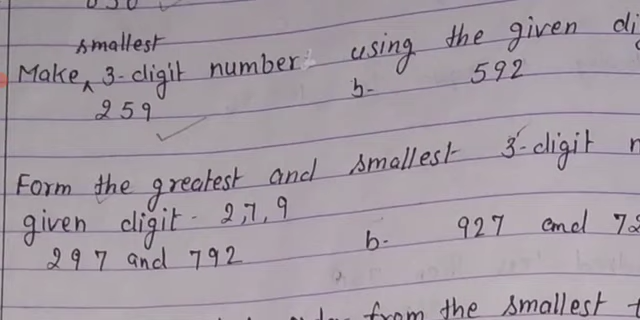 smallest
Make ^ 3-digit number using the given
259
b. 592
Form the greatest and smallest 3-digit
given digit - 2,7,9
297 and 792
b. 927 and
from the smallest